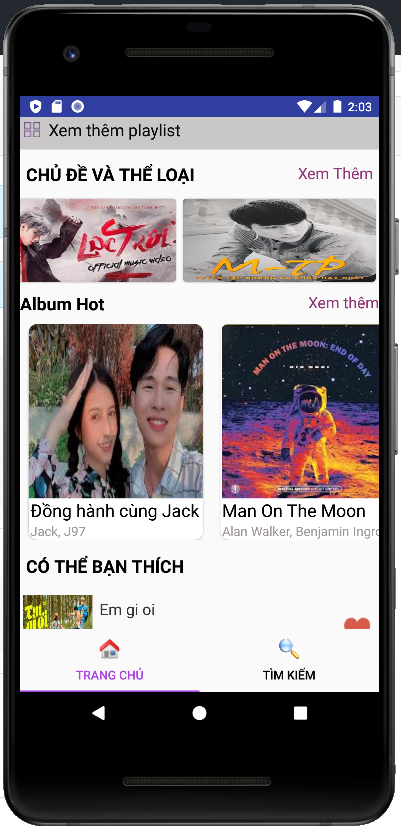 2:03
Xem thêm playlist
CHỦ ĐỀ VÀ THỂ LOẠI
Xem Thêm
LẠC TRÔI
OFFICIAL MUSIC VIDEO
M-TP
Album Hot
Xem thêm
MAN ON THE MOON: END OF DAY
Đồng hành cùng Jack
Man On The Moon
Jack, J97
Alan Walker, Benjamin Ingro
CÓ THỂ BẠN THÍCH
Em gi oi
TRANG CHỦ
TÌM KIẾM